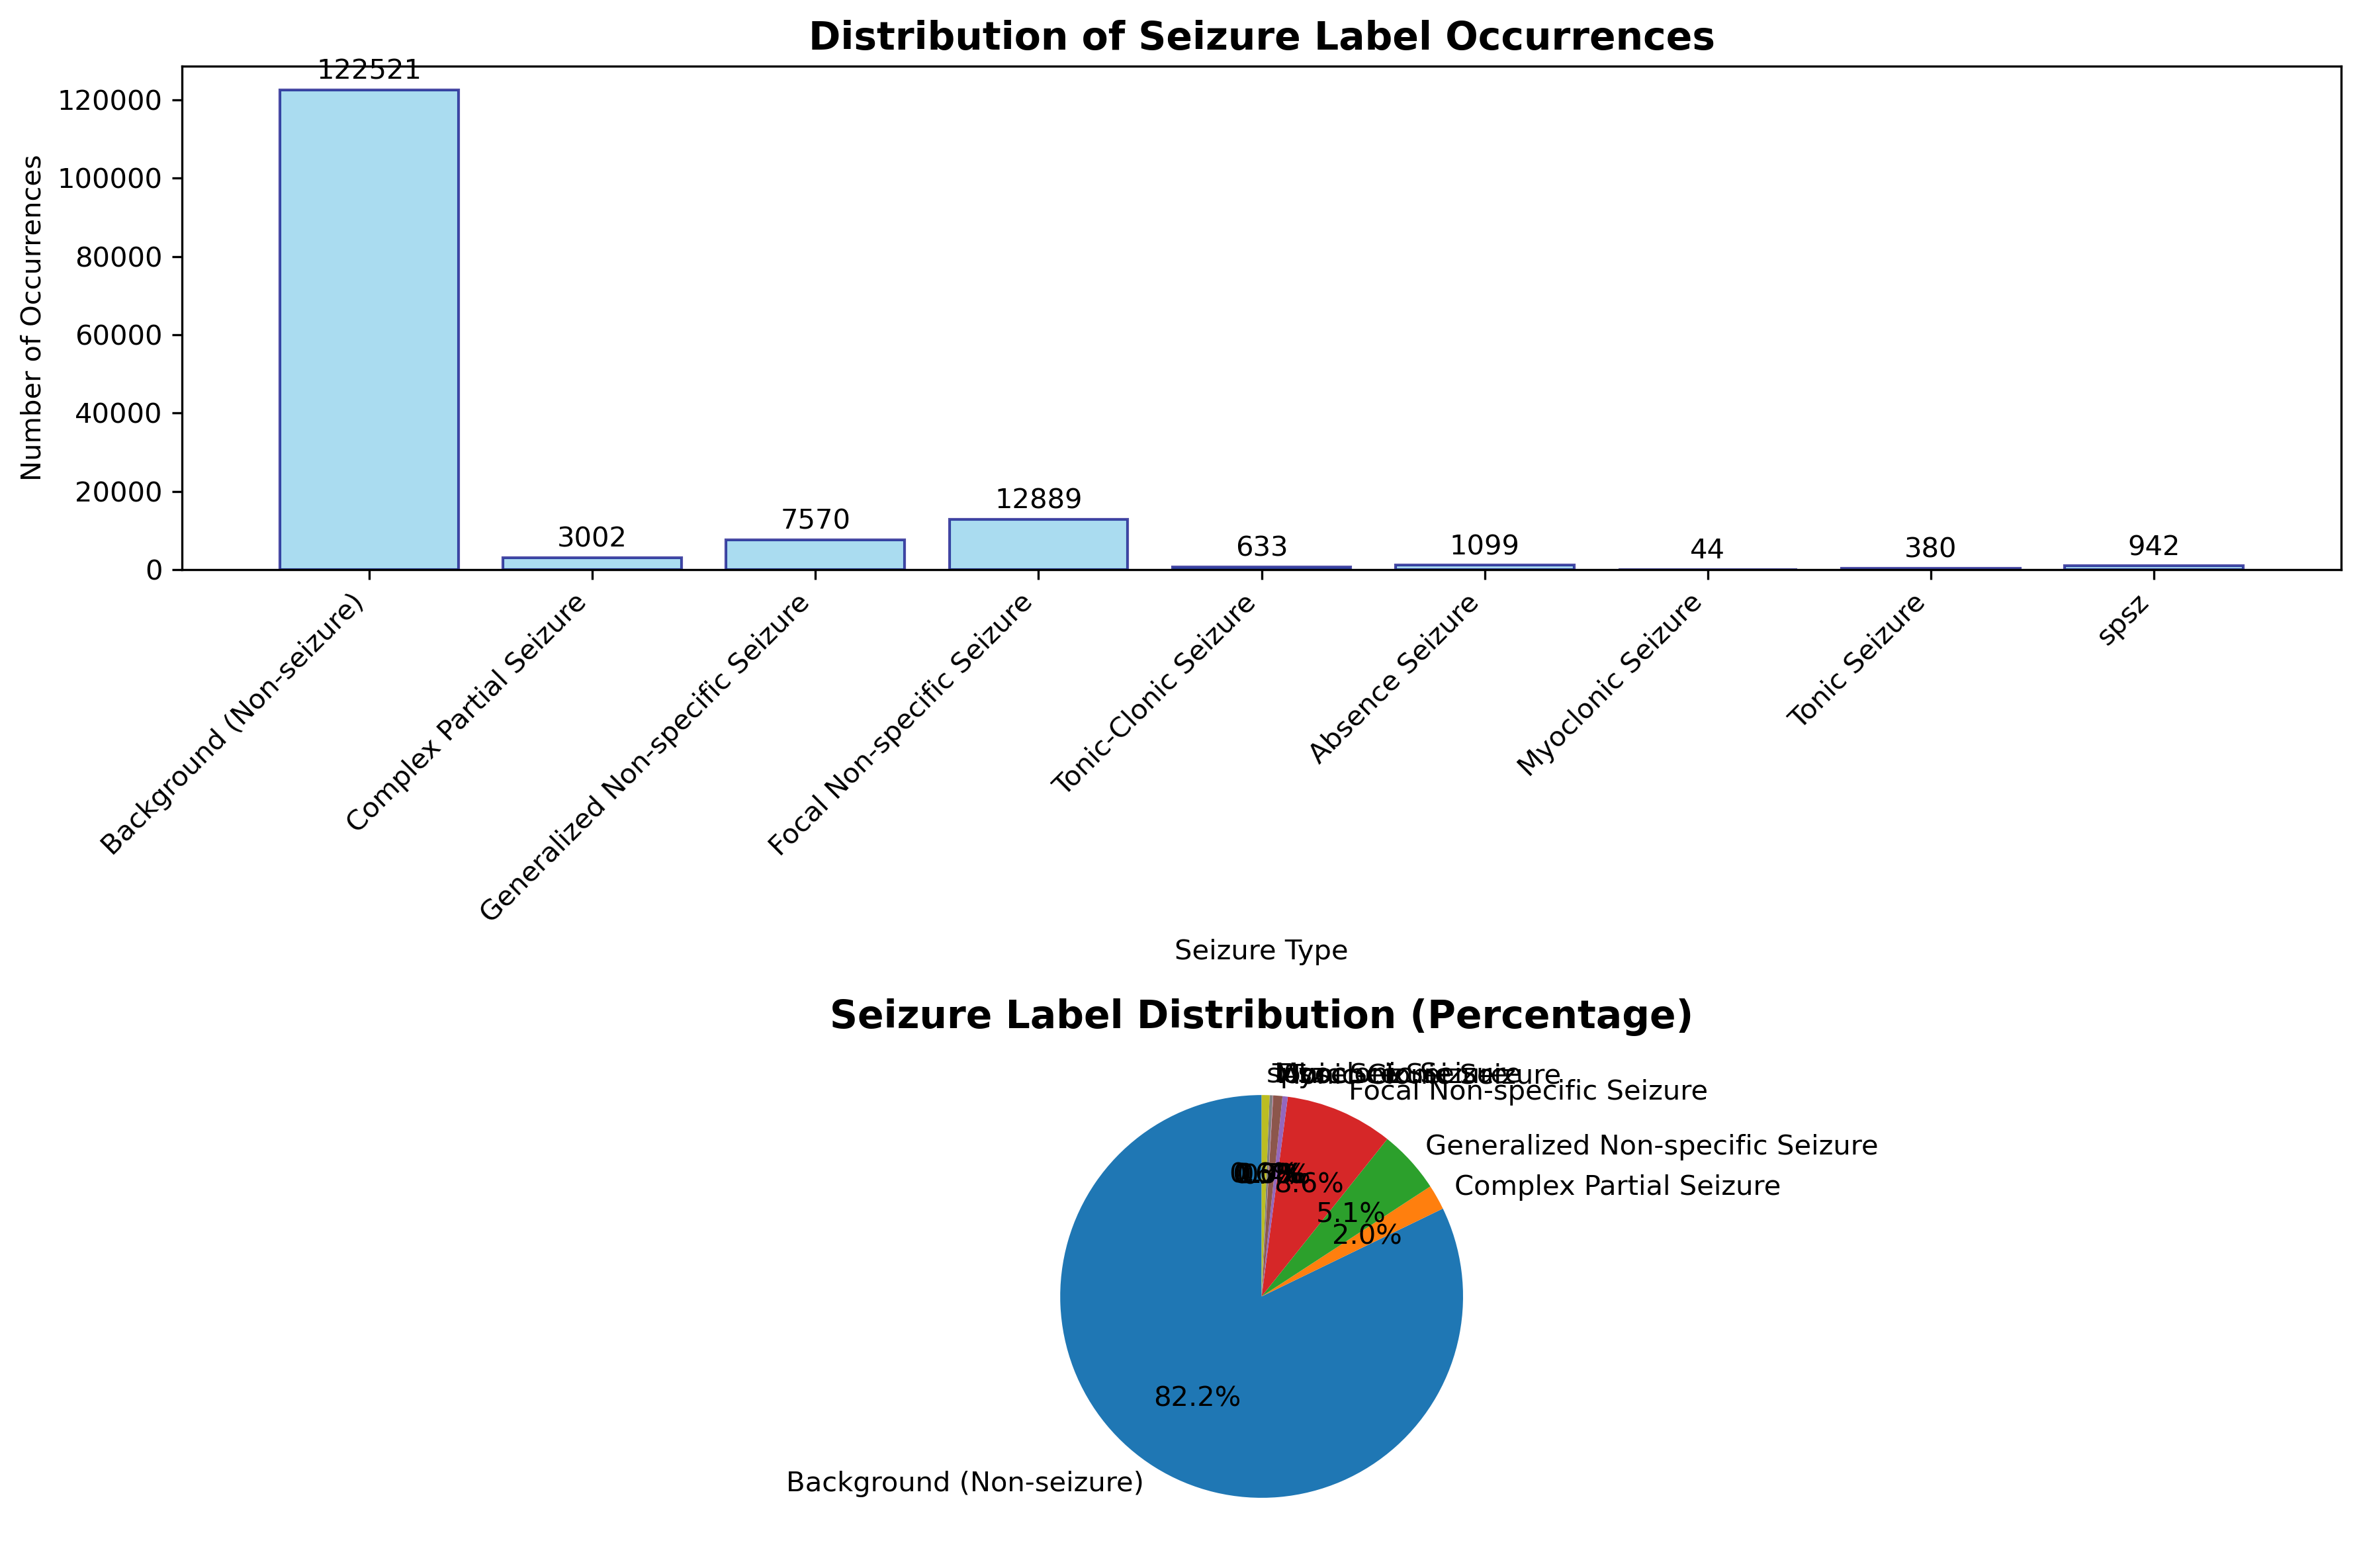 Distribution of Seizure Label Occurrences
122521
120000
100000
80000
60000
40000
20000
0
Number of Occurrences
3002
7570
12889
633
1099
44
380
942
Background (Non-seizure)
Complex Partial Seizure
Generalized Non-specific Seizure
Focal Non-specific Seizure
Tonic-Clonic Seizure
Absence Seizure
Myoclonic Seizure
Tonic Seizure
spsz
Seizure Type
Seizure Label Distribution (Percentage)
Focal Non-specific Seizure
Generalized Non-specific Seizure
Complex Partial Seizure
8.6%
5.1%
2.0%
82.2%
Background (Non-seizure)